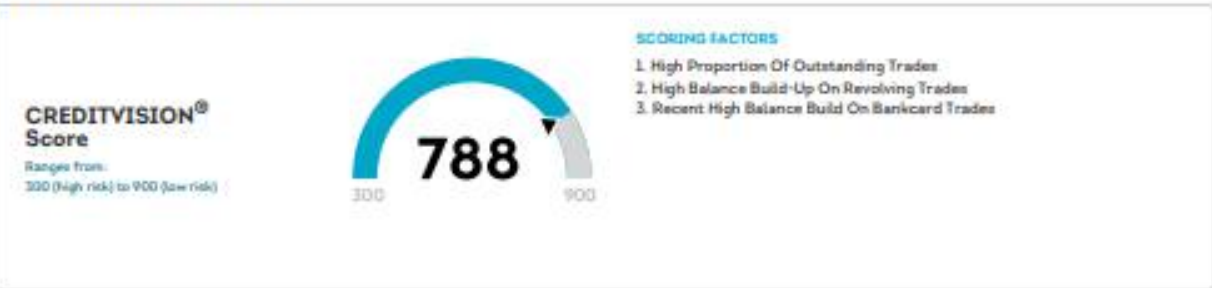 CREDITVISION®
Score
Ranges from:
300 (high risk) to 900 (low risk)
788
300
900
SCORING FACTORS
1. High Proportion Of Outstanding Trades
2. High Balance Build-Up On Revolving Trades
3. Recent High Balance Build On Bankcard Trades